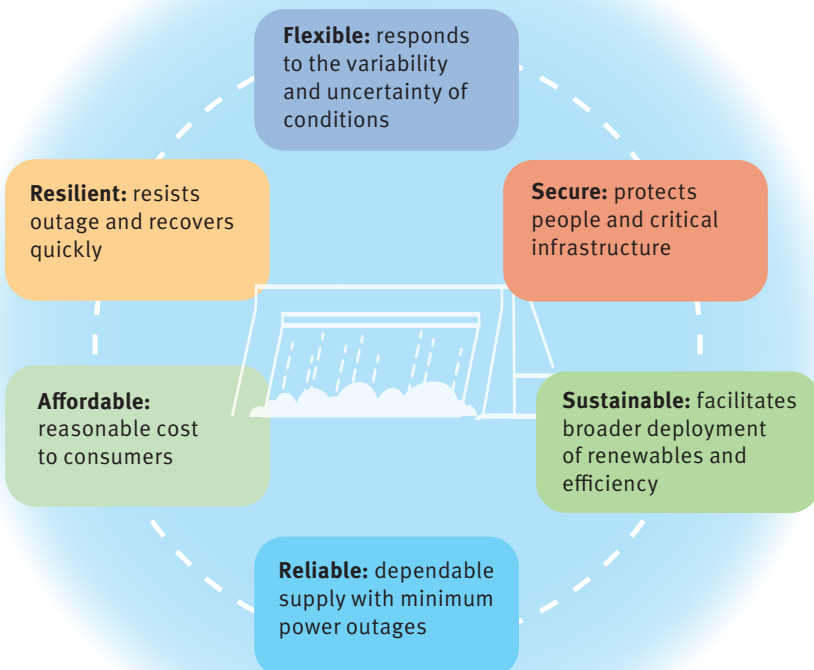 Flexible: responds
to the variability
and uncertainty of
conditions
Resilient: resists
outage and recovers
quickly
Secure: protects
people and critical
infrastructure
Affordable:
reasonable cost
to consumers
Sustainable: facilitates
broader deployment
of renewables and
efficiency
Reliable: dependable
supply with minimum
power outages